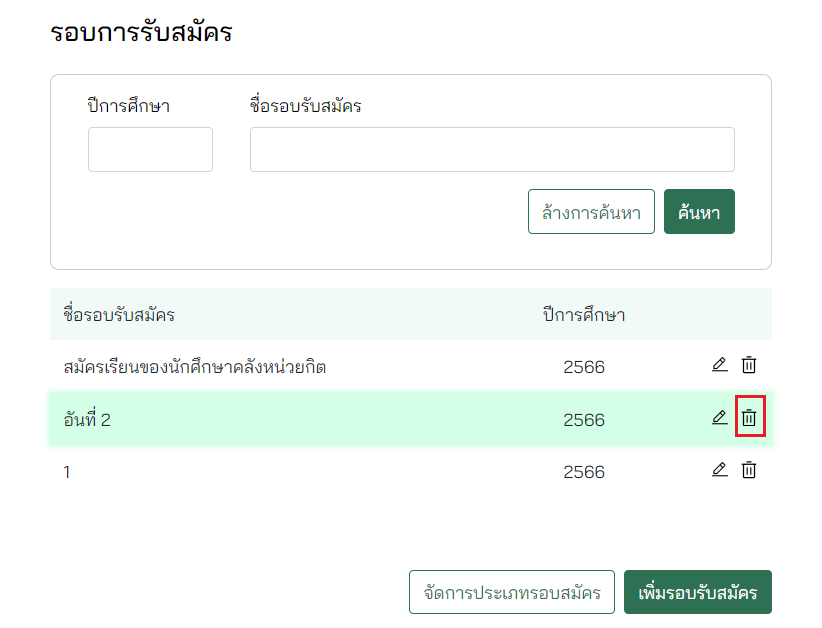 รอบการรับสมัคร
ปีการศึกษา ชื่อรอบรับสมัคร
ล้างการค้นหา ค้นหา
ชื่อรอบรับสมัคร ปีการศึกษา
สมัครเรียนของนักศึกษาคลังหน่วยกิต 2566
อันที่ 2 2566
1 2566
จัดการประเภทรอบสมัคร เพิ่มรอบรับสมัคร